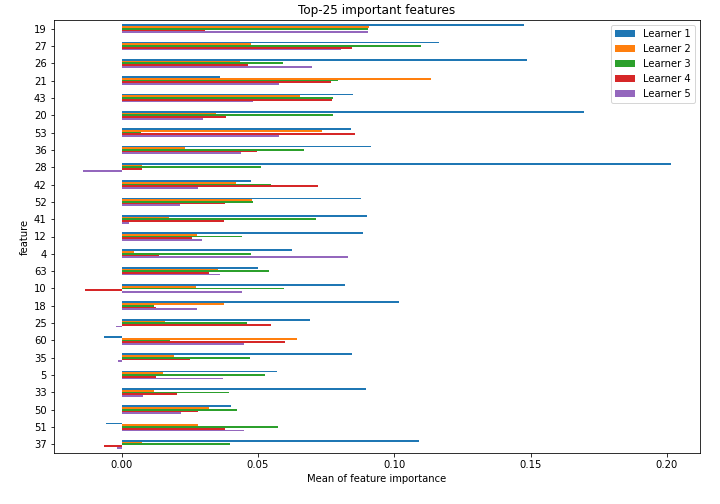 Top-25 important features
Learner 1
Learner 2
Learner 3
Learner 4
Learner 5
feature
19
27
26
21
43
20
53
36
28
42
52
41
12
4
63
10
18
25
60
35
5
33
50
51
37
0.00 0.05 0.10 0.15 0.20
Mean of feature importance